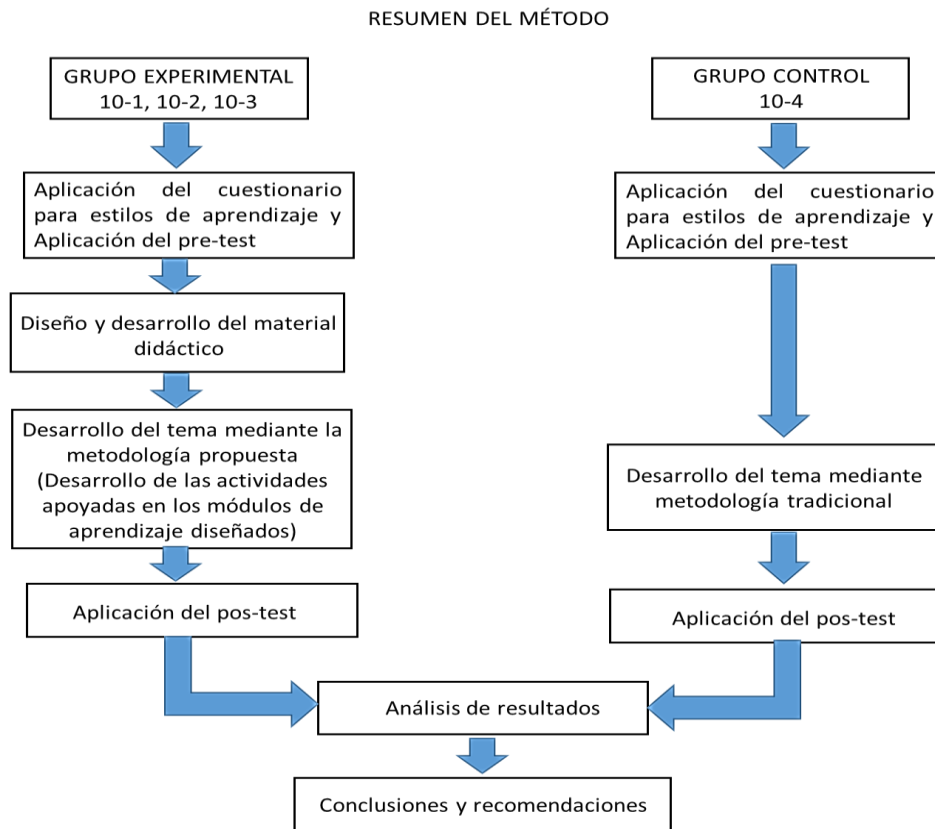 RESUMEN DEL MÉTODO
GRUPO EXPERIMENTAL
10-1, 10-2, 10-3
GRUPO CONTROL
10-4
Aplicación del cuestionario
para estilos de aprendizaje y
Aplicación del pre-test
Aplicación del cuestionario
para estilos de aprendizaje y
Aplicación del pre-test
Diseño y desarrollo del material
didáctico
Desarrollo del tema mediante la
metodología propuesta
(Desarrollo de las actividades
apoyadas en los módulos de
aprendizaje diseñados)
Desarrollo del tema mediante
metodología tradicional
Aplicación del pos-test
Aplicación del pos-test
Análisis de resultados
Conclusiones y recomendaciones